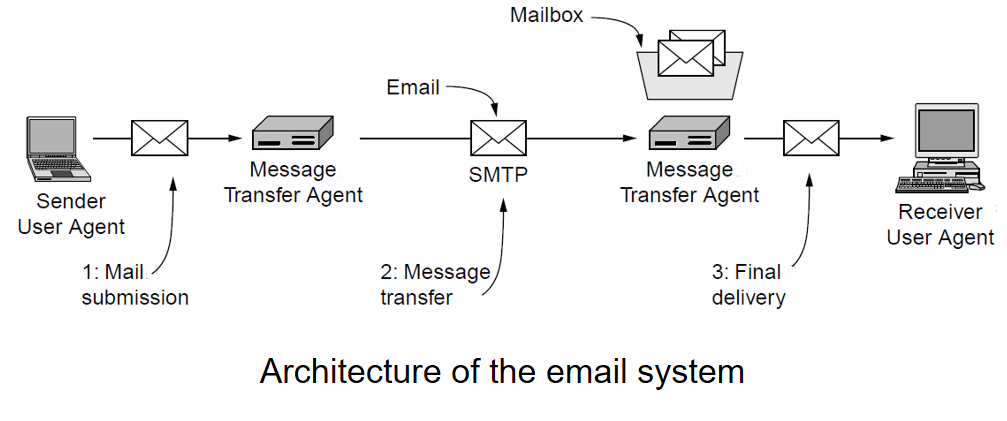 Mailbox
Email
SMTP
Message
Transfer Agent
Message
Transfer Agent
Sender
User Agent
Receiver
User Agent
1: Mail
submission
2: Message
transfer
3: Final
delivery
Architecture of the email system